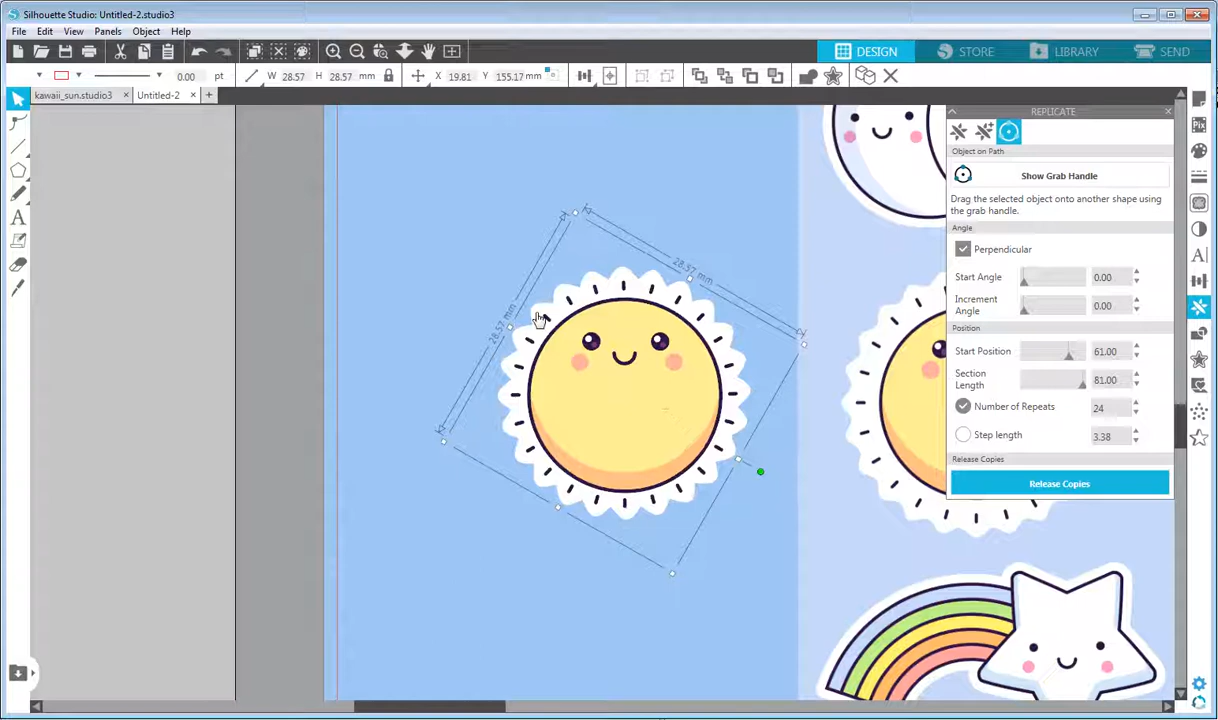 Silhouette Studio: Untitled-2.studio3
File Edit View Panels Object Help
DESIGN STORE LIBRARY SEND
0.00 pt W 28.57 H 28.57 mm X 19.81 Y 155.17 mm
kawaii_sun.studio3 × Untitled-2 × +
REPLICATE
Object on Path
Show Grab Handle
Drag the selected object onto another shape using
the grab handle.
Angle
Perpendicular
Start Angle 0.00
Increment
Angle 0.00
Position
Start Position 61.00
Section
Length 81.00
Number of Repeats 24
Step length 3.38
Release Copies
Release Copies
28.57 mm
28.57 mm
Pix
A
A